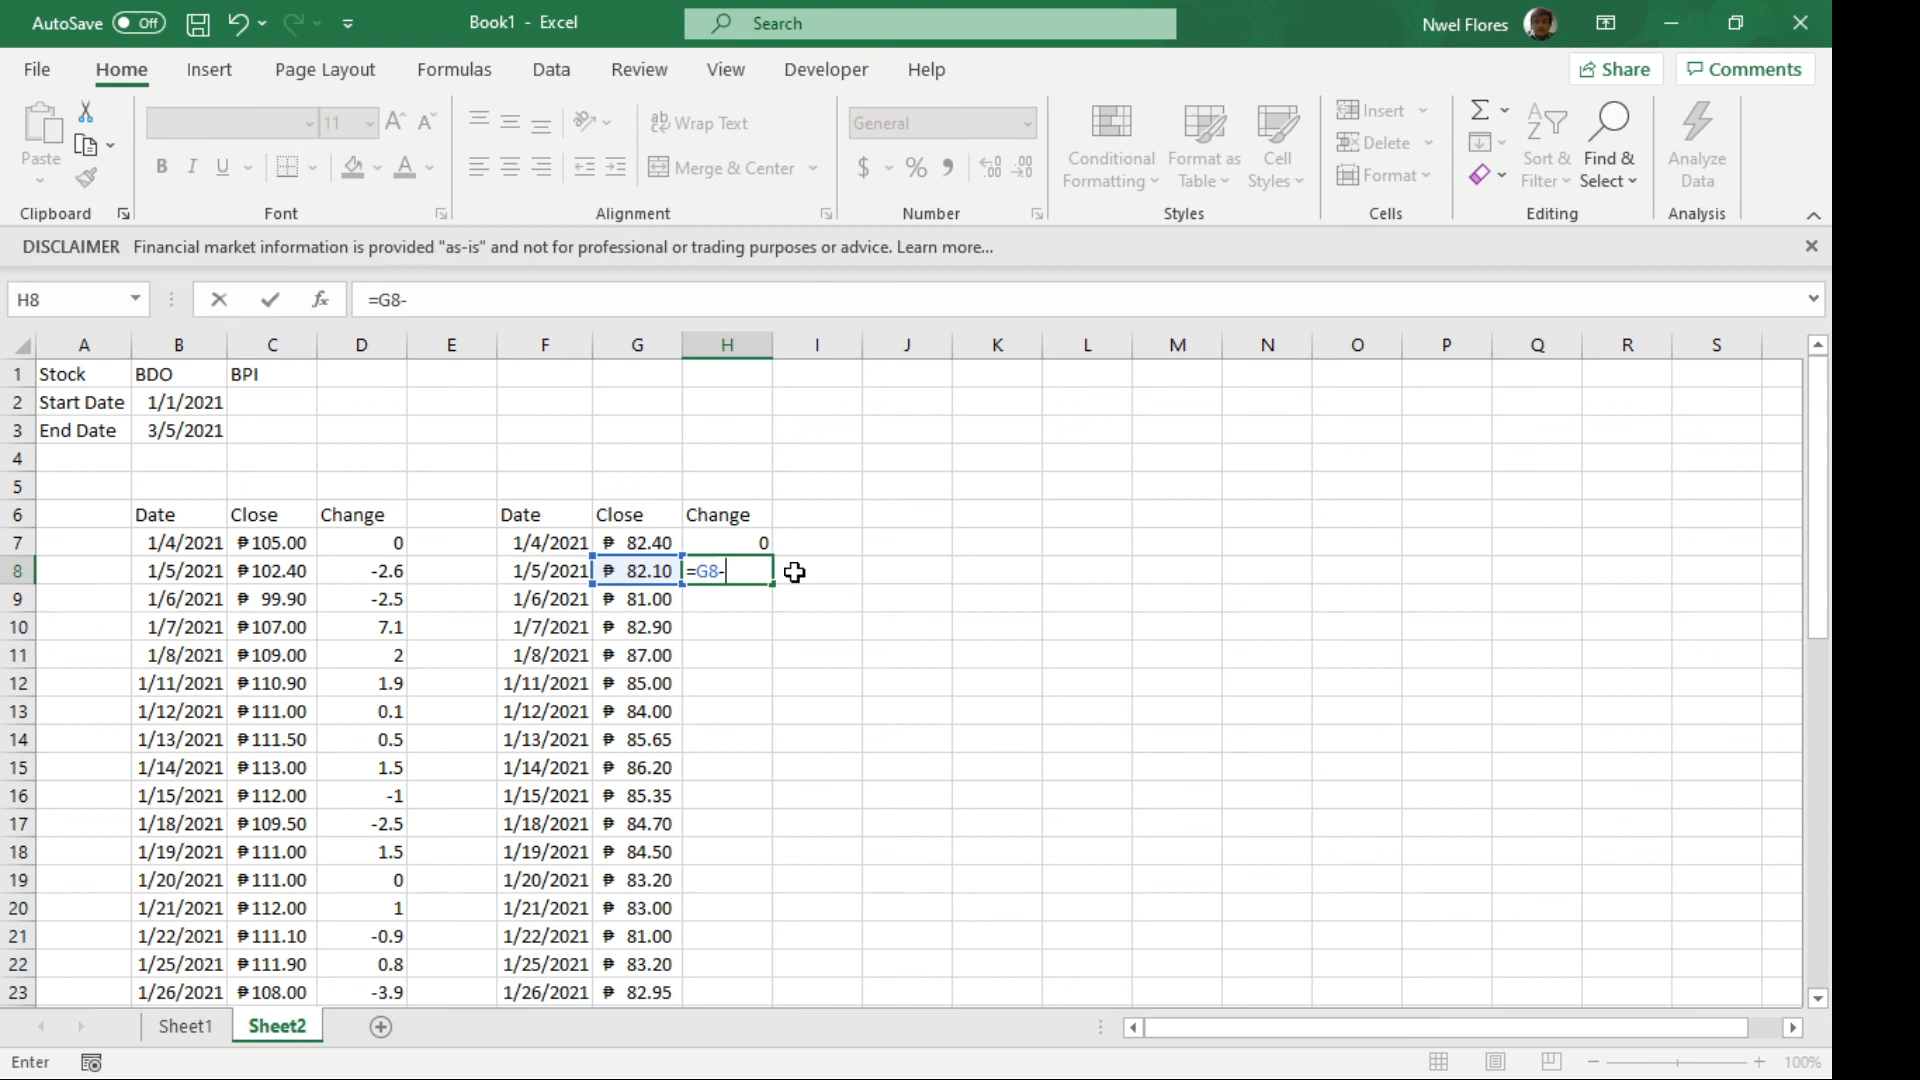 AutoSave Off Book1 - Excel Search Nwel Flores
File Home Insert Page Layout Formulas Data Review View Developer Help Share Comments
Paste 11 A A ab Wrap Text General Insert Σ A Z
B I U A Merge & Center $ % , Conditional Formatting Format as Table Cell Styles Delete Format Sort & Filter Find & Select Analyze Data
Clipboard Font Alignment Number Styles Cells Editing Analysis
DISCLAIMER Financial market information is provided "as-is" and not for professional or trading purposes or advice. Learn more...
H8 fx =G8-
A B C D E F G H I J K L M N O P Q R S
1 Stock BDO BPI
2 Start Date 1/1/2021
3 End Date 3/5/2021
4
5
6 Date Close Change Date Close Change
7 1/4/2021 ₱105.00 0 1/4/2021 ₱ 82.40 0
8 1/5/2021 ₱102.40 -2.6 1/5/2021 ₱ 82.10 =G8-
9 1/6/2021 ₱ 99.90 -2.5 1/6/2021 ₱ 81.00
10 1/7/2021 ₱107.00 7.1 1/7/2021 ₱ 82.90
11 1/8/2021 ₱109.00 2 1/8/2021 ₱ 87.00
12 1/11/2021 ₱110.90 1.9 1/11/2021 ₱ 85.00
13 1/12/2021 ₱111.00 0.1 1/12/2021 ₱ 84.00
14 1/13/2021 ₱111.50 0.5 1/13/2021 ₱ 85.65
15 1/14/2021 ₱113.00 1.5 1/14/2021 ₱ 86.20
16 1/15/2021 ₱112.00 -1 1/15/2021 ₱ 85.35
17 1/18/2021 ₱109.50 -2.5 1/18/2021 ₱ 84.70
18 1/19/2021 ₱111.00 1.5 1/19/2021 ₱ 84.50
19 1/20/2021 ₱111.00 0 1/20/2021 ₱ 83.20
20 1/21/2021 ₱112.00 1 1/21/2021 ₱ 83.00
21 1/22/2021 ₱111.10 -0.9 1/22/2021 ₱ 81.00
22 1/25/2021 ₱111.90 0.8 1/25/2021 ₱ 83.20
23 1/26/2021 ₱108.00 -3.9 1/26/2021 ₱ 82.95
Sheet1 Sheet2
Enter 100%